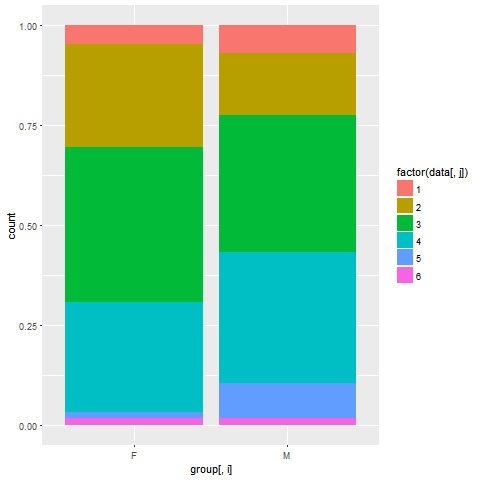 1.00
0.75
0.50
0.25
0.00
count
F
M
group[, i]
factor(data[, j])
1
2
3
4
5
6